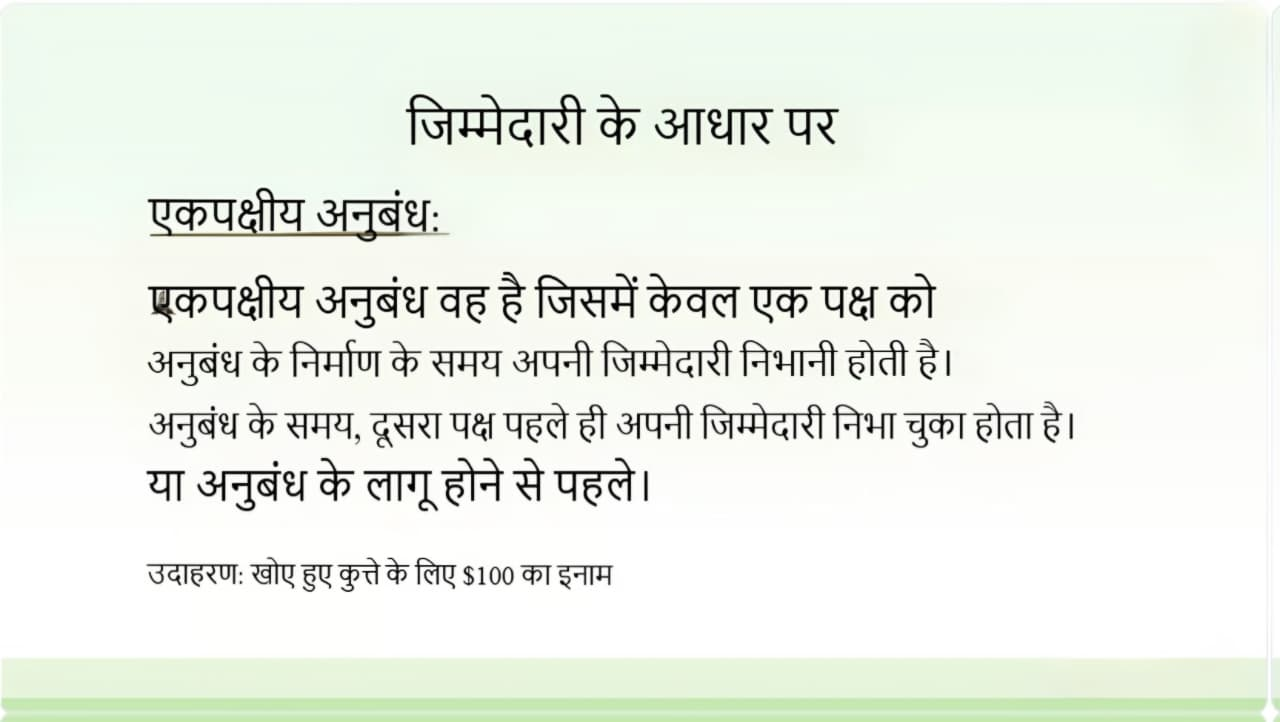 जिम्मेदारी के आधार पर
एकपक्षीय अनुबंध:
एकपक्षीय अनुबंध वह है जिसमें केवल एक पक्ष को
अनुबंध के निर्माण के समय अपनी जिम्मेदारी निभानी होती है।
अनुबंध के समय, दूसरा पक्ष पहले ही अपनी जिम्मेदारी निभा चुका होता है।
या अनुबंध के लागू होने से पहले।
उदाहरण: खोए हुए कुत्ते के लिए $100 का इनाम